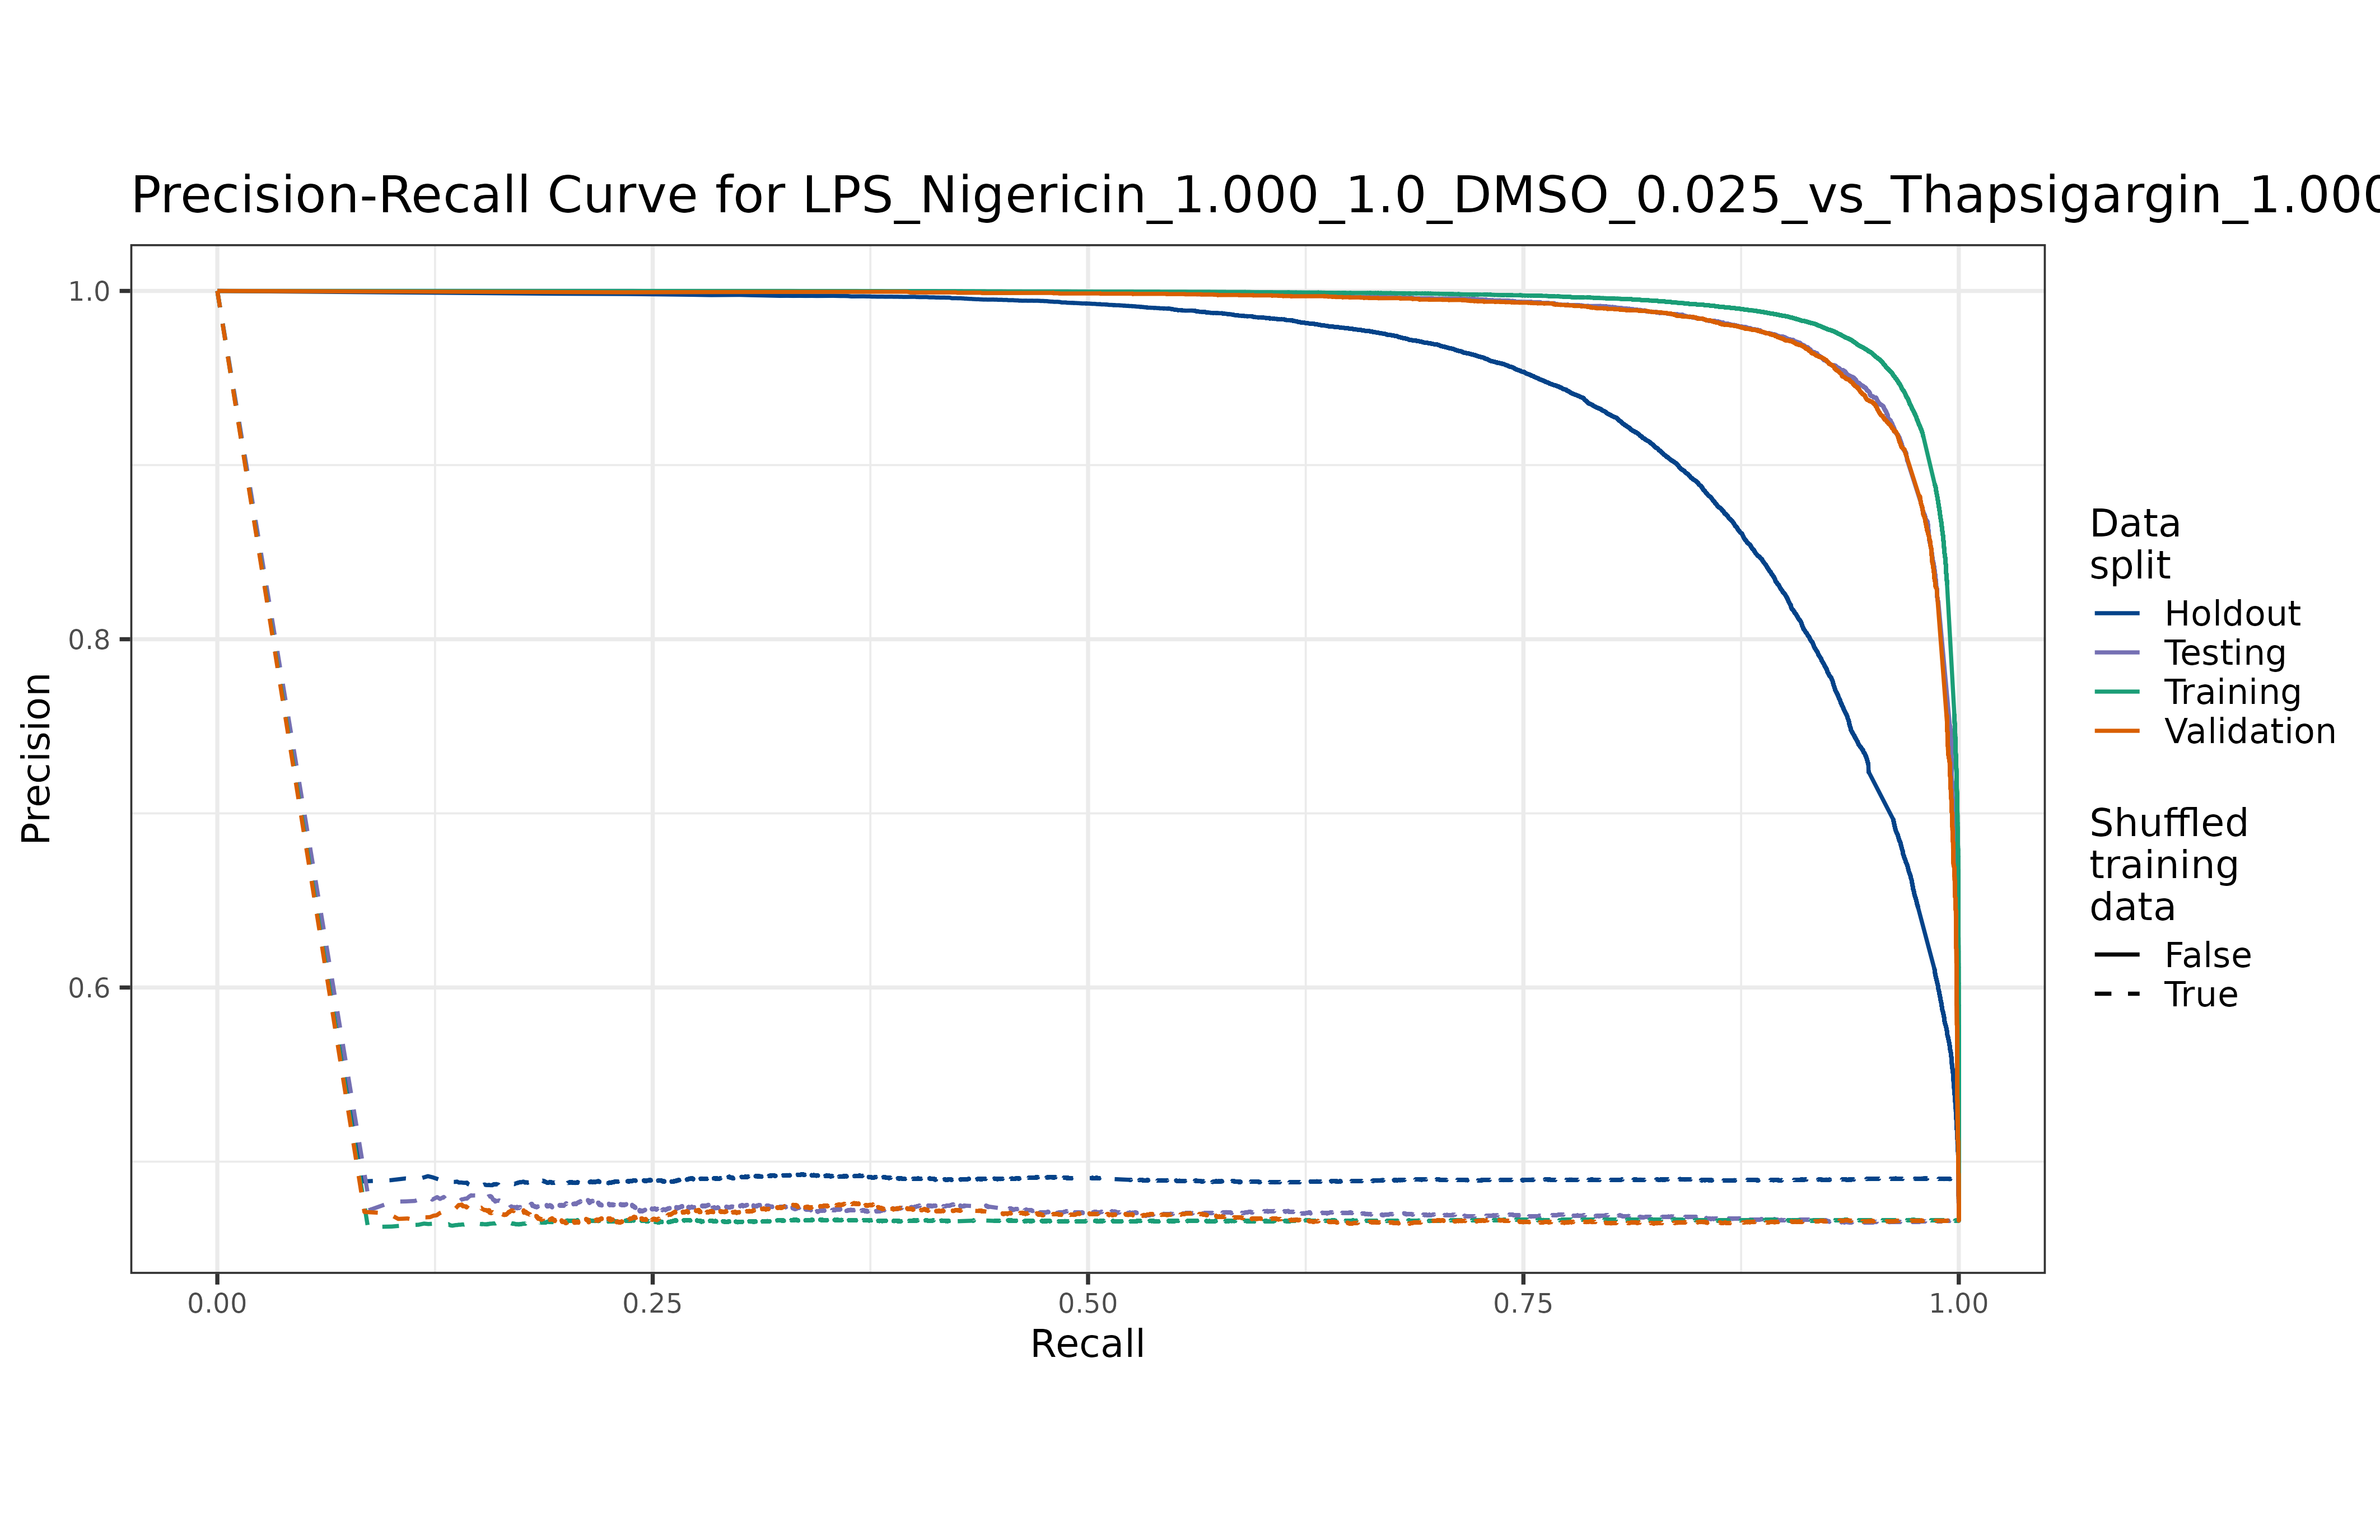 Precision-Recall Curve for LPS_Nigericin_1.000_1.0_DMSO_0.025_vs_Thapsigargin_1.000
1.0
0.8
0.6
Precision
0.00 0.25 0.50 0.75 1.00
Recall
Data
split
Holdout
Testing
Training
Validation
Shuffled
training
data
False
True